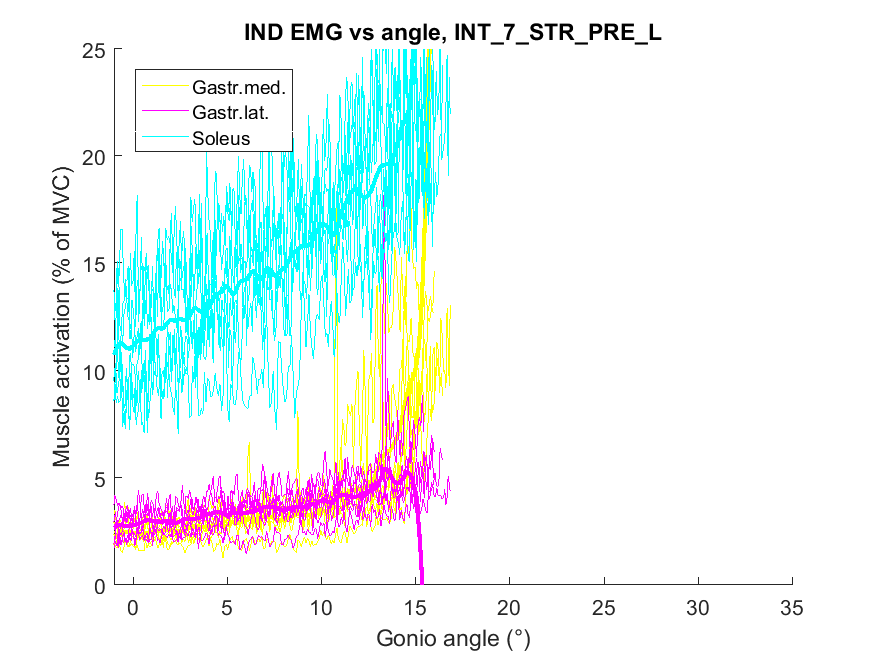 IND EMG vs angle, INT_7_STR_PRE_L
25
20
15
10
5
0
Muscle activation (% of MVC)
Gastr.med.
Gastr.lat.
Soleus
0 5 10 15 20 25 30 35
Gonio angle (°)